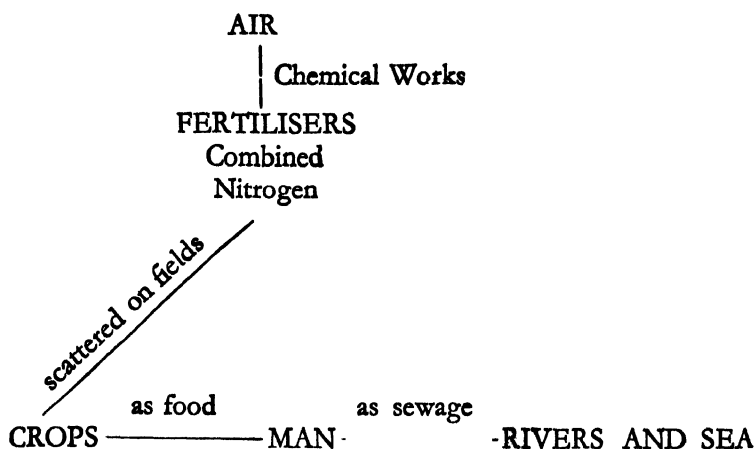 AIR
Chemical Works
FERTILISERS
Combined
Nitrogen
scattered on fields
as food as sewage
CROPS MAN RIVERS AND SEA